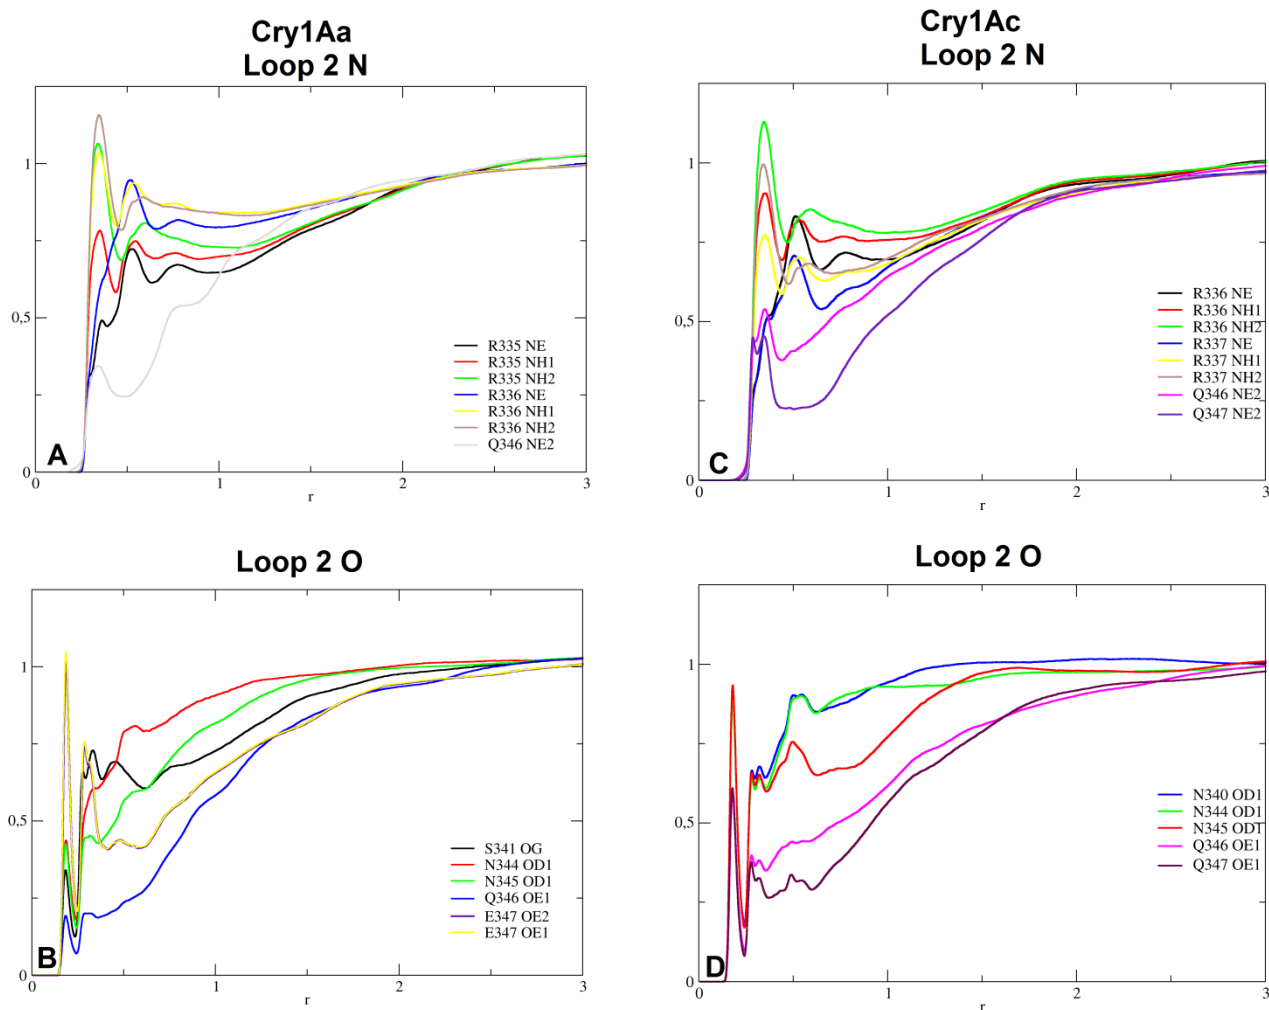 Cry1Aa
Loop 2 N
1
0,5
0
R335 NE
R335 NH1
R335 NH2
R336 NE
R336 NH1
R336 NH2
Q346 NE2
A
0
1
2
3
r
Cry1Ac
Loop 2 N
1
0,5
0
R336 NE
R336 NH1
R336 NH2
R337 NE
R337 NH1
R337 NH2
Q346 NE2
Q347 NE2
C
0
1
2
3
r
Loop 2 O
1
0,5
0
S341 OG
N344 OD1
N345 OD1
Q346 OE1
E347 OE2
E347 OE1
B
0
1
2
3
r
Loop 2 O
1
0,5
0
N340 OD1
N344 OD1
N345 OD1
Q346 OE1
Q347 OE1
D
0
1
2
3
r